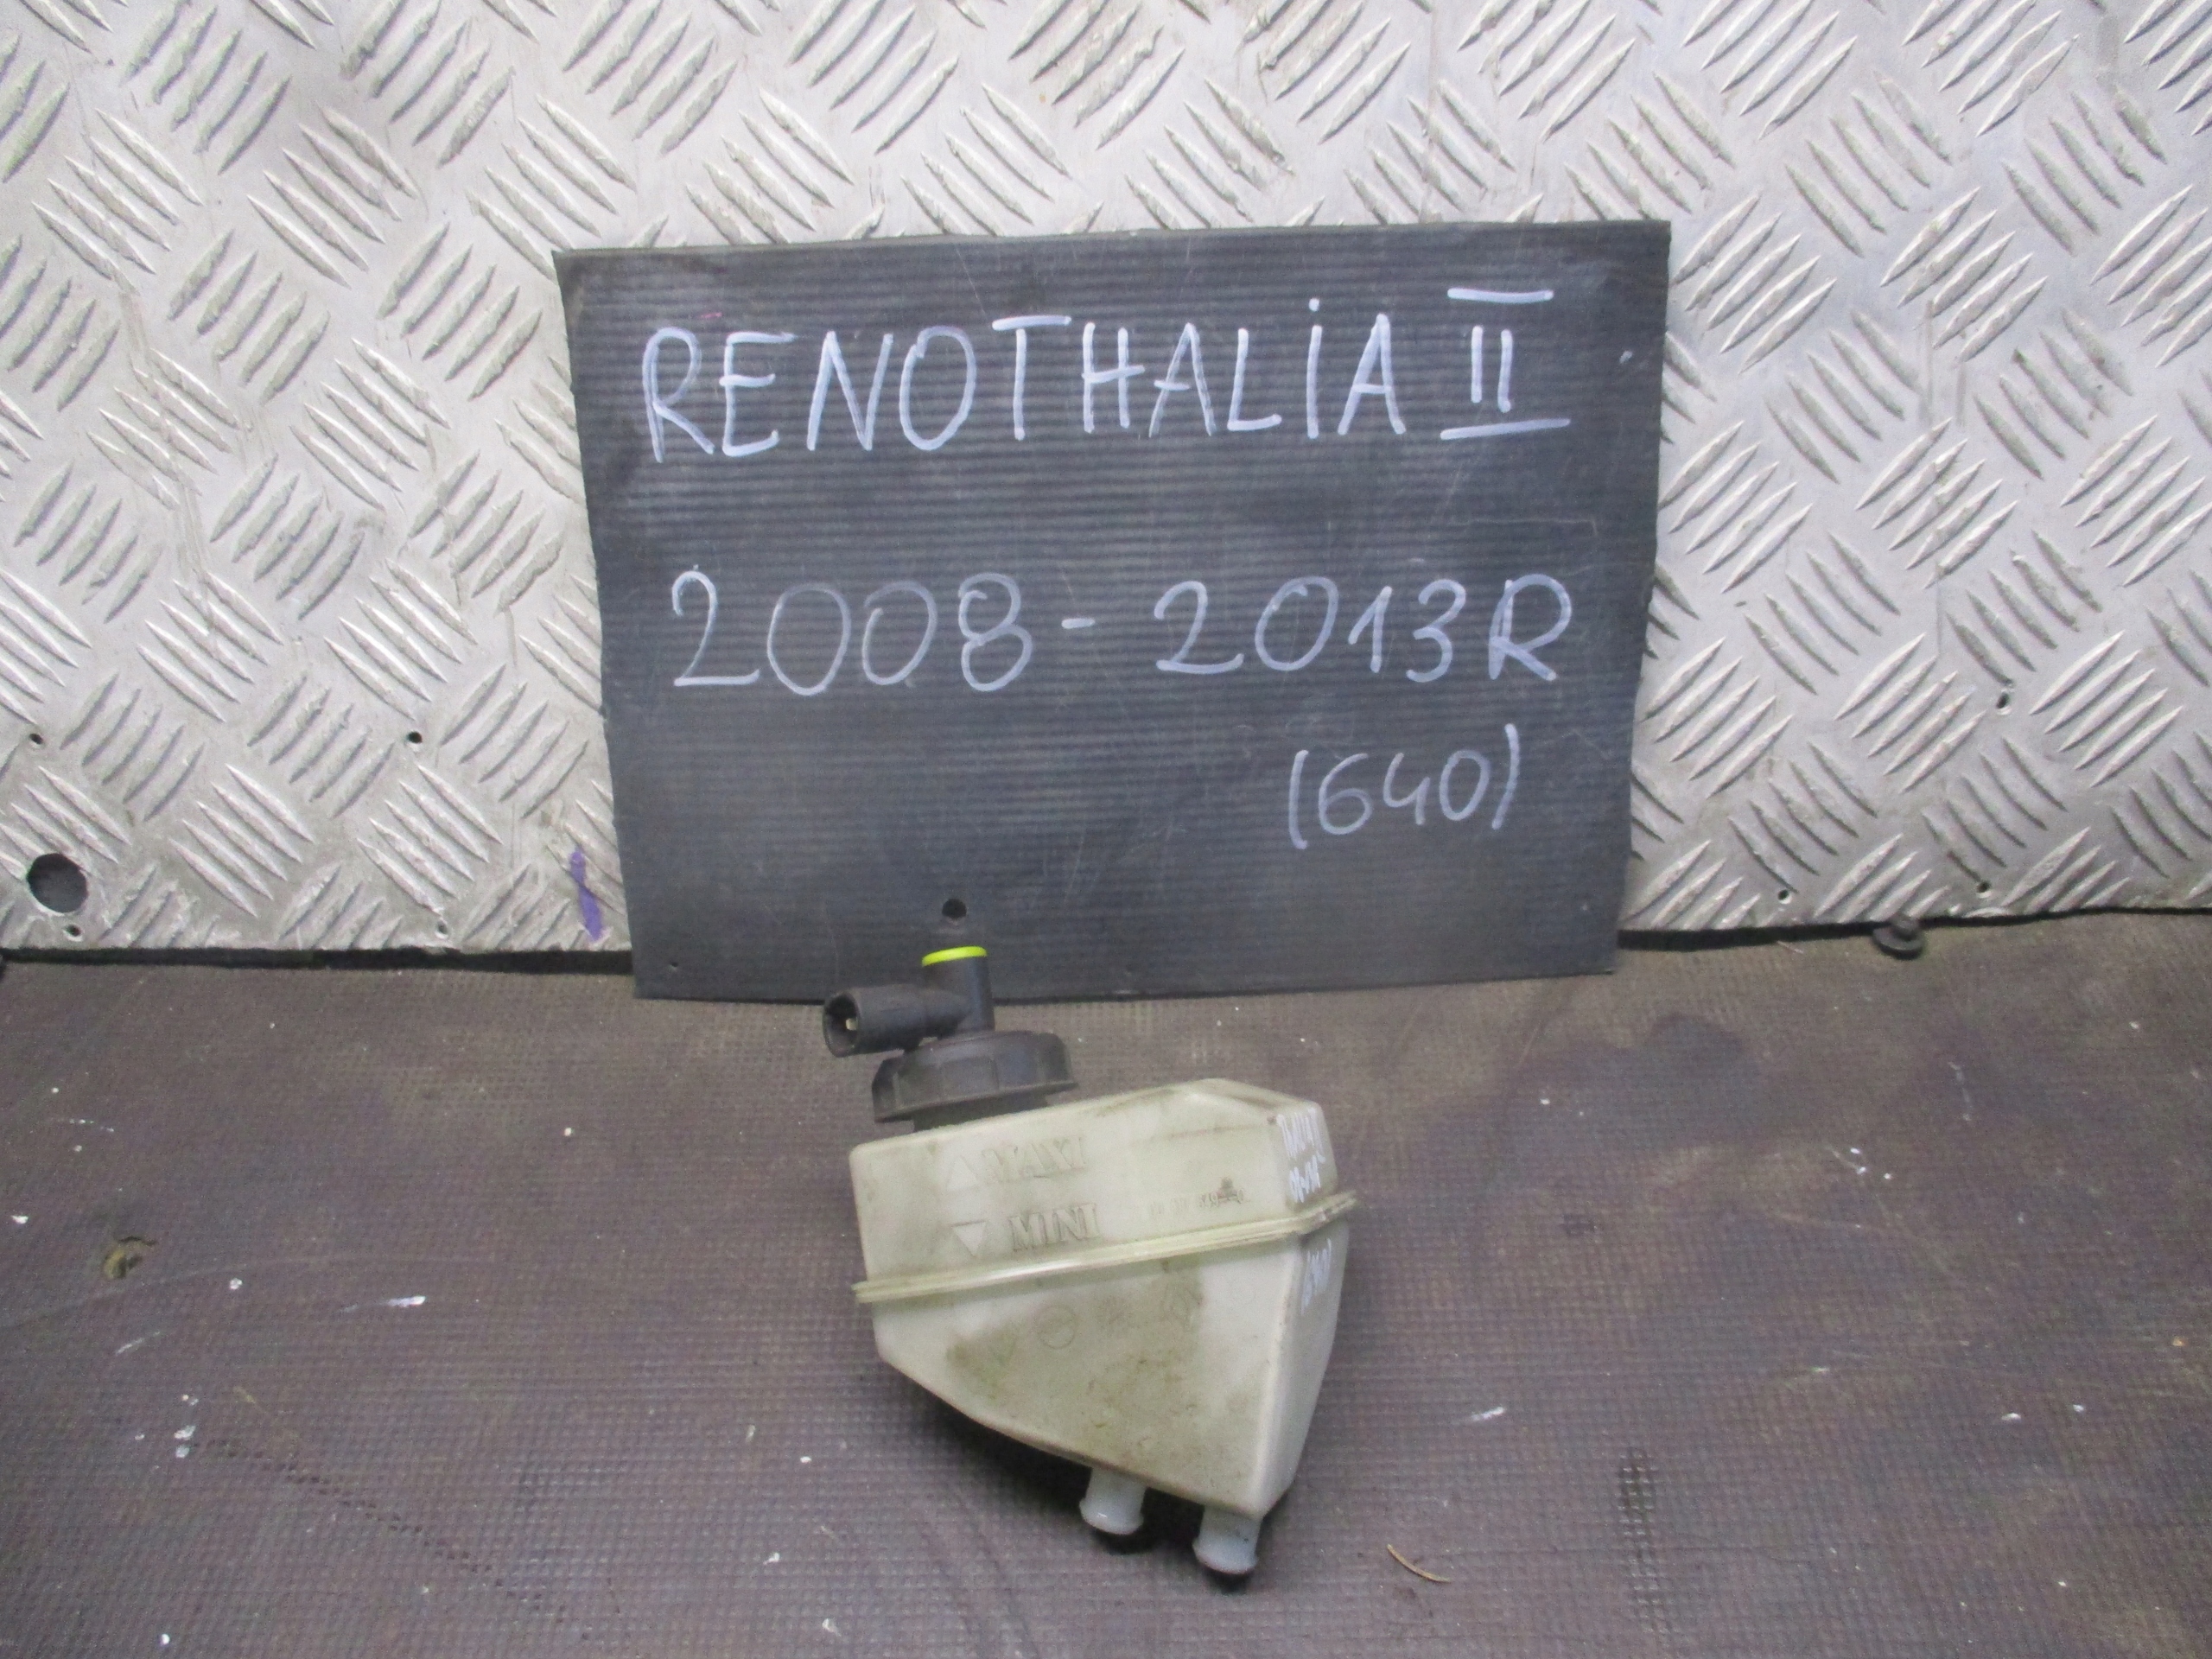 RENOTHALIA II
2008-2013R
(640)
MAXI
MINI